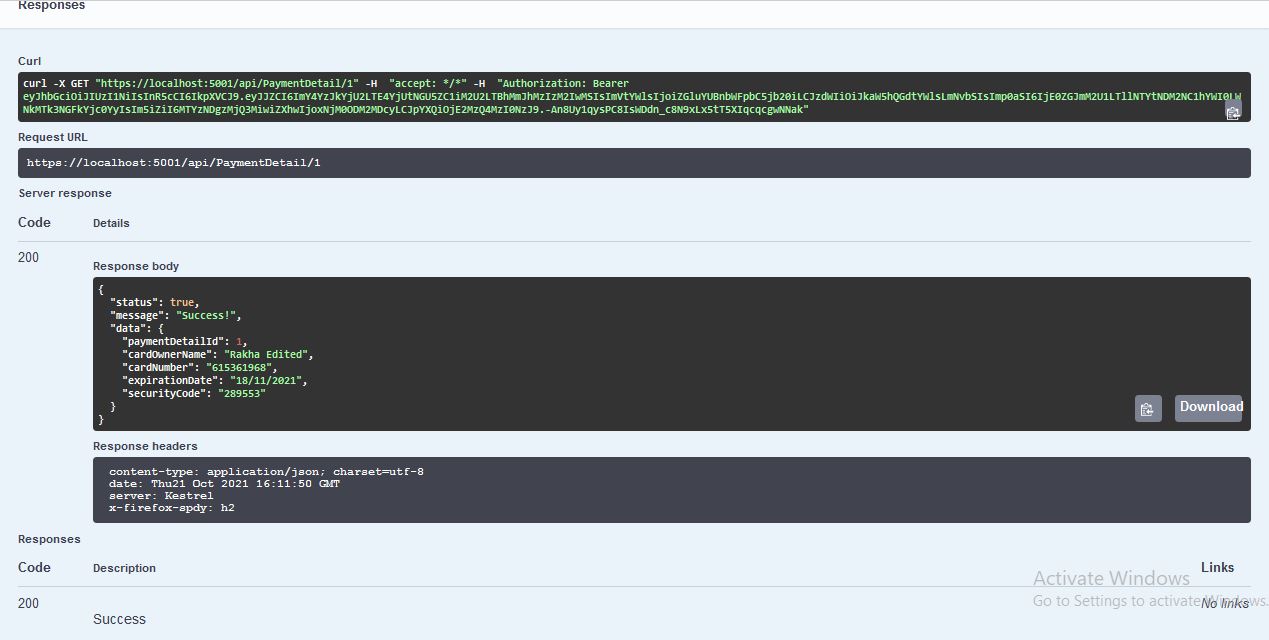 Responses
Curl
curl -X GET "https://localhost:5001/api/PaymentDetail/1" -H  "accept: */*" -H  "Authorization: Bearer
Request URL
https://localhost:5001/api/PaymentDetail/1
Server response
Code Details
200
Response body
{
"status": true,
"message": "Success!",
"data": {
"paymentDetailId": 1,
"cardOwnerName": "Rakha Edited",
"cardNumber": "615361968",
"expirationDate": "18/11/2021",
"securityCode": "289553"
}
}
Download
Response headers
content-type: application/json; charset=utf-8
date: Thu21 Oct 2021 16:11:50 GMT
server: Kestrel
x-firefox-spdy: h2
Responses
Code Description Links
200 No links
Success
Activate Windows
Go to Settings to activate Windows.